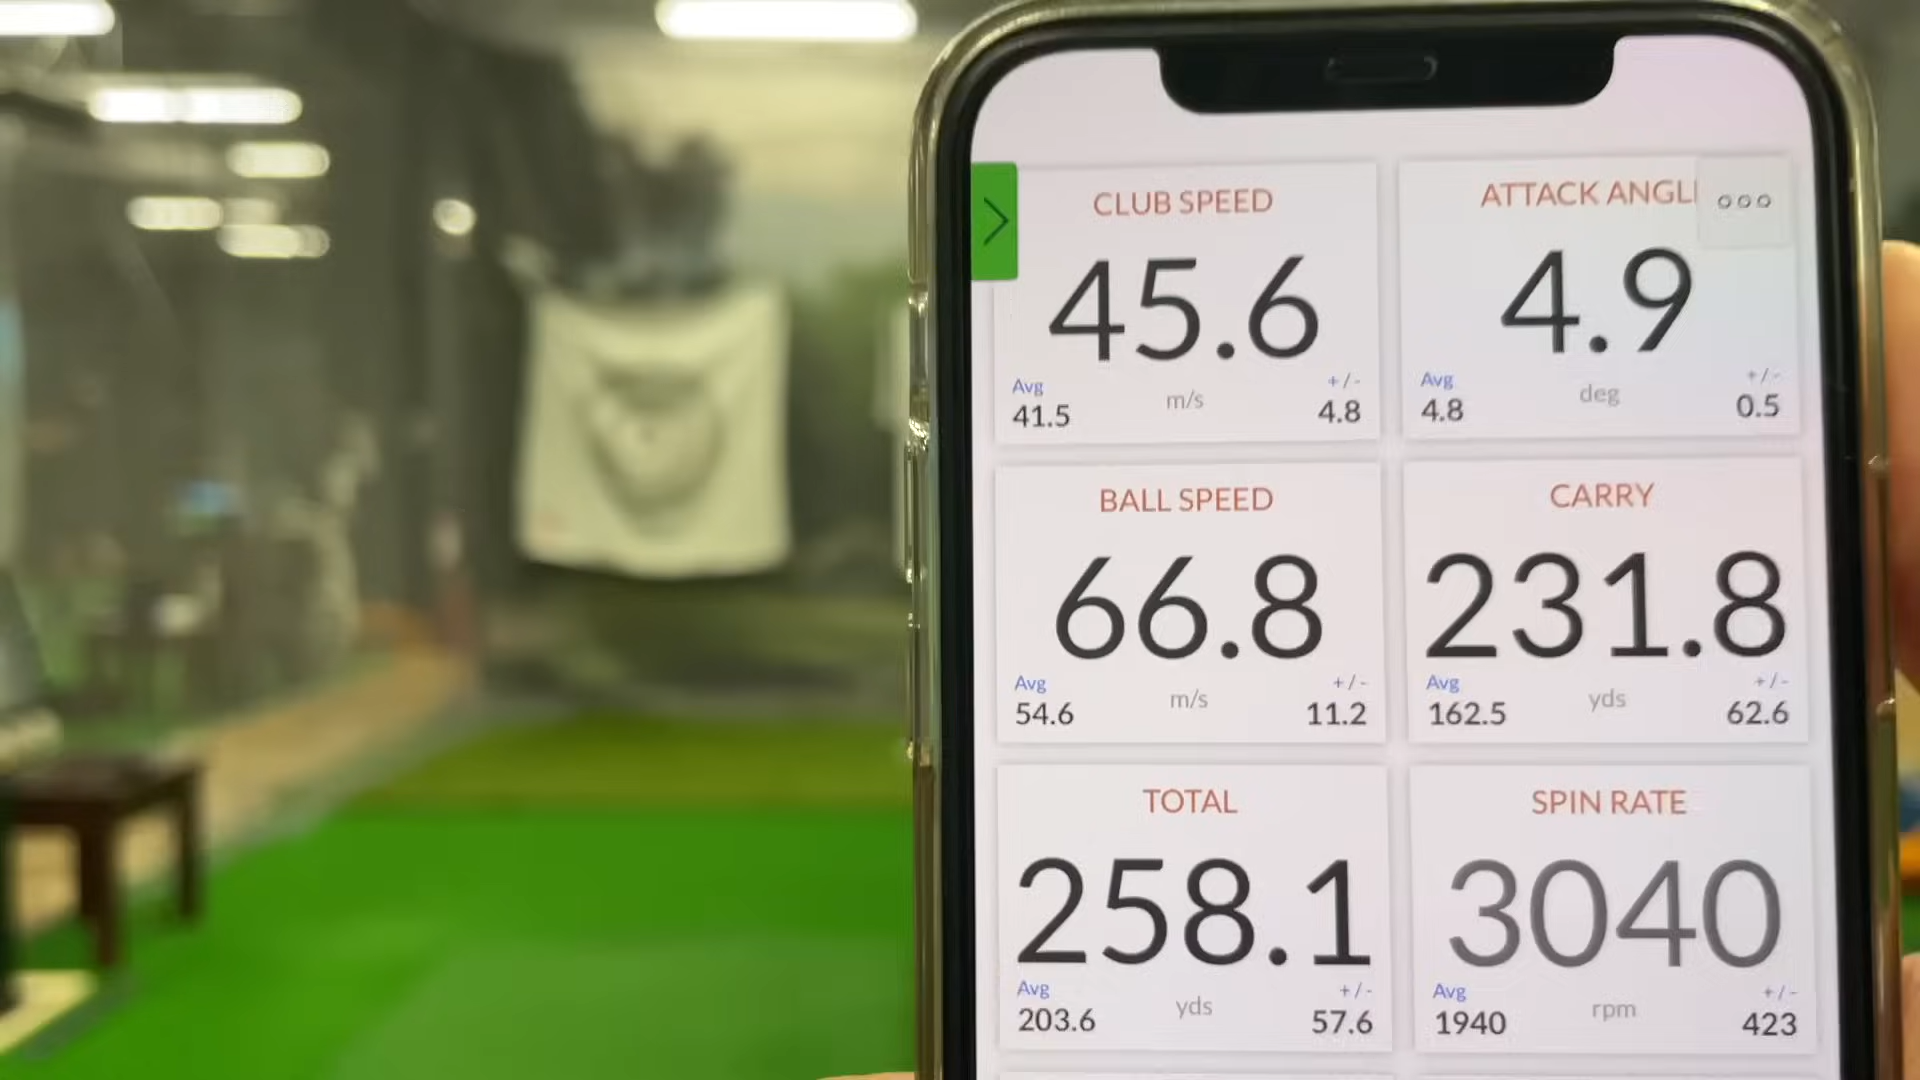 CLUB SPEED
45.6
Avg
m/s
+/-
41.5
4.8
ATTACK ANGL
ooo
4.9
Avg
deg
+/-
4.8
0.5
BALL SPEED
66.8
Avg
m/s
+/-
54.6
11.2
CARRY
231.8
Avg
yds
+/-
162.5
62.6
TOTAL
258.1
Avg
yds
+/-
203.6
57.6
SPIN RATE
3040
Avg
rpm
+/-
1940
423